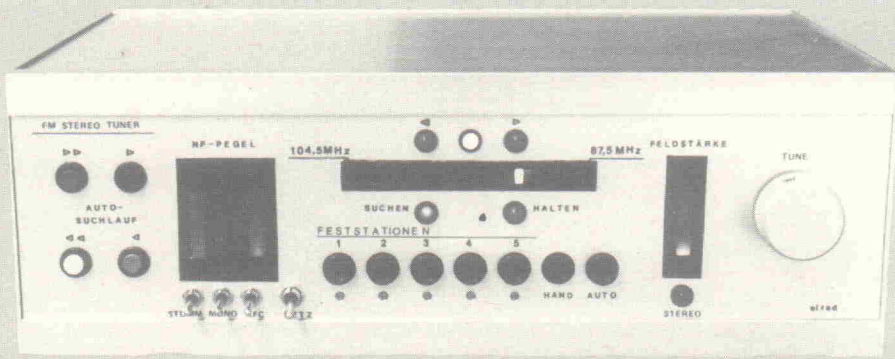 FM STEREO TUNER
▷▷ ▷
AUTO-
SUCHLAUF
◁◁ ◁
NF-PEGEL
MONO
104,5MHz
87,5MHz
SUCHEN
HALTEN
FESTSTATIONEN
1 2 3 4 5
HAND AUTO
FELDSTÄRKE
STEREO
TUNE
elrad